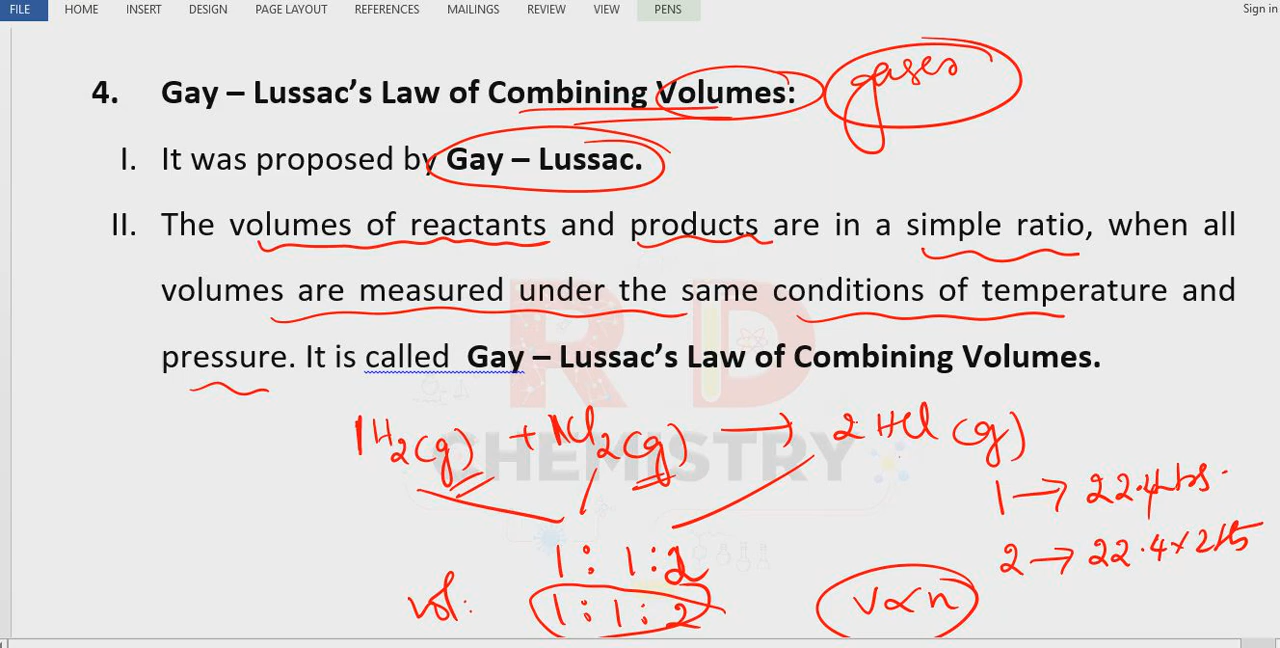 FILE HOME INSERT DESIGN PAGE LAYOUT REFERENCES MAILINGS REVIEW VIEW PENS Sign in
4. Gay – Lussac's Law of Combining Volumes: gases
I. It was proposed by Gay – Lussac.
II. The volumes of reactants and products are in a simple ratio, when all
volumes are measured under the same conditions of temperature and
pressure. It is called Gay – Lussac's Law of Combining Volumes.
R D
CHEMISTRY
1H2(g) + 1Cl2(g) → 2HCl (g)
1 → 22.4 lts.
2 → 22.4 x 2 lts
1 : 1 : 2
vol: 1 : 1 : 2
V ∝ n